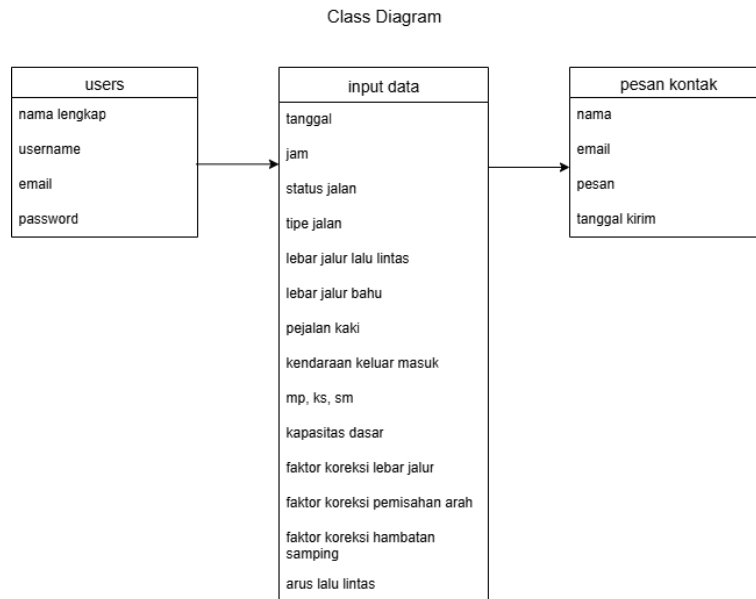 Class Diagram
users
nama lengkap
username
email
password
input data
tanggal
jam
status jalan
tipe jalan
lebar jalur lalu lintas
lebar jalur bahu
pejalan kaki
kendaraan keluar masuk
mp, ks, sm
kapasitas dasar
faktor koreksi lebar jalur
faktor koreksi pemisahan arah
faktor koreksi hambatan
samping
arus lalu lintas
pesan kontak
nama
email
pesan
tanggal kirim